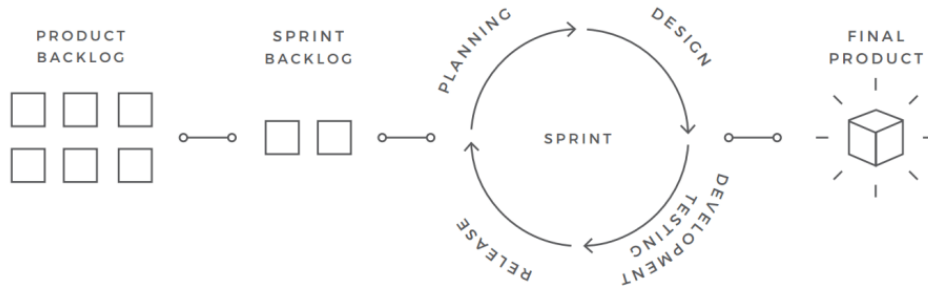 PRODUCT
BACKLOG
SPRINT
BACKLOG
PLANNING
DESIGN
SPRINT
DEVELOPMENT
TESTING
RELEASE
FINAL
PRODUCT